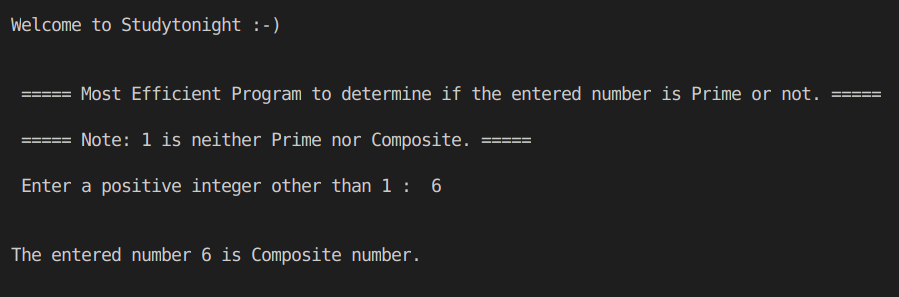 Welcome to Studytonight :-)
===== Most Efficient Program to determine if the entered number is Prime or not. =====
===== Note: 1 is neither Prime nor Composite. =====
Enter a positive integer other than 1 :  6
The entered number 6 is Composite number.